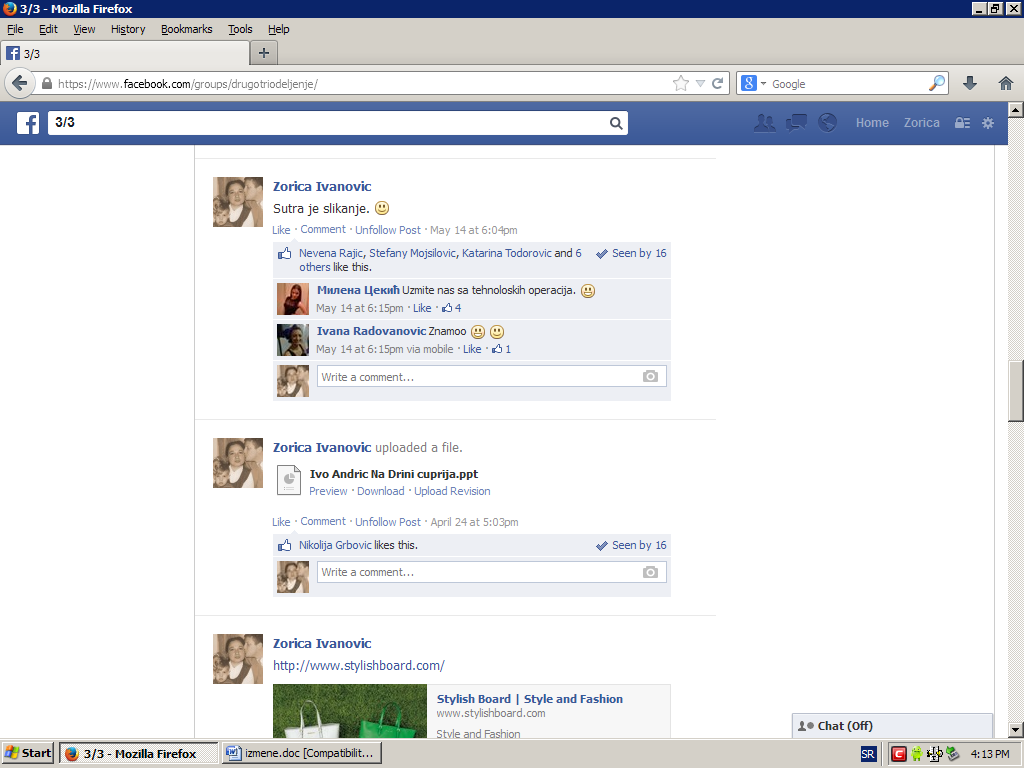 3/3 - Mozilla Firefox
File Edit View History Bookmarks Tools Help
3/3
https://www.facebook.com/groups/drugotriodeljenje/
Google
3/3
Home Zorica
Zorica Ivanovic
Sutra je slikanje.
Like · Comment · Unfollow Post · May 14 at 6:04pm
Nevena Rajic, Stefany Mojsilovic, Katarina Todorovic and 6 others like this.
Seen by 16
Милена Цекић Uzmite nas sa tehnoloskih operacija.
May 14 at 6:15pm · Like · 4
Ivana Radovanovic Znamoo
May 14 at 6:15pm via mobile · Like · 1
Write a comment...
Zorica Ivanovic uploaded a file.
Ivo Andric Na Drini cuprija.ppt
Preview · Download · Upload Revision
Like · Comment · Unfollow Post · April 24 at 5:03pm
Nikolija Grbovic likes this.
Seen by 16
Write a comment...
Zorica Ivanovic
http://www.stylishboard.com/
Stylish Board | Style and Fashion
www.stylishboard.com
Style and Fashion
Chat (Off)
Start
3/3 - Mozilla Firefox
izmene.doc [Compatibilit...
SR
4:13 PM